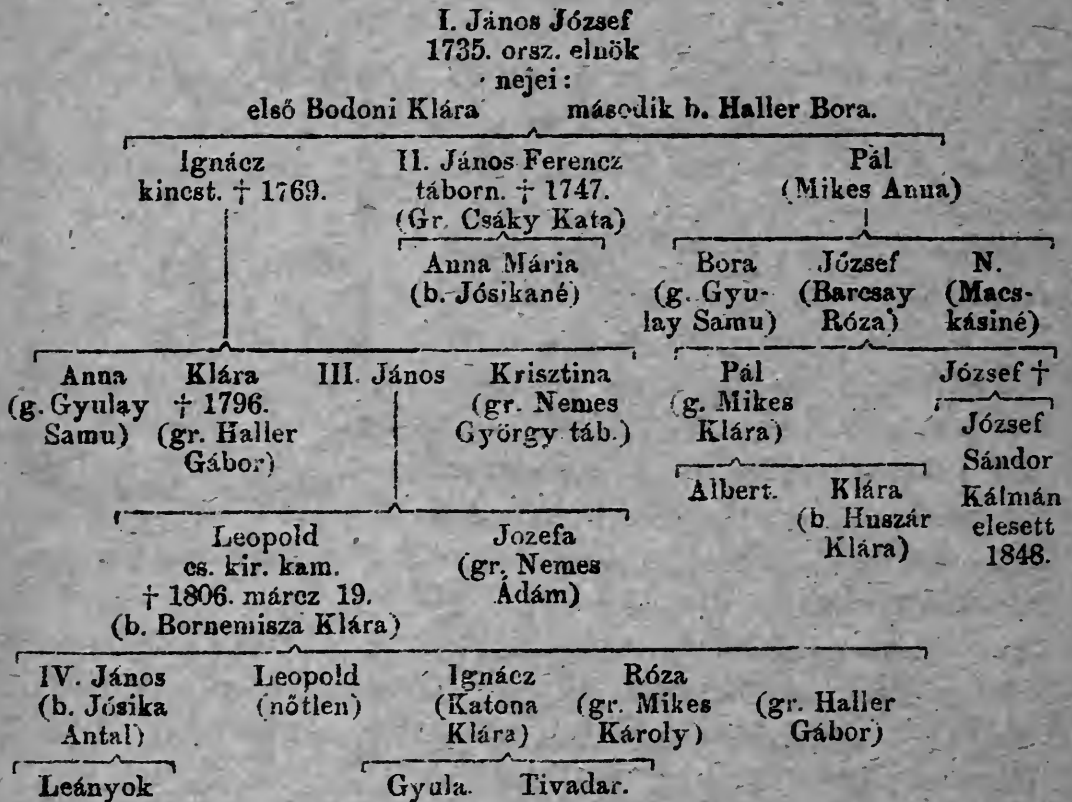 I. János József
1735. orsz. elnök
nejei:
első Bodoni Klára második b. Haller Bora.
Ignácz II. János Ferencz Pál
kincst. † 1769. táborn. † 1747. (Mikes Anna)
(Gr. Csáky Kata)
Anna Mária Bora József N.
(b. Jósikané) (g. Gyu- (Barcsay (Macs-
lay Samu) Róza) kásiné)
Anna Klára III. János Krisztina Pál József †
(g. Gyulay † 1796. (gr. Nemes (g. Mikes József
Samu) (gr. Haller György táb.) Klára) Sándor
Gábor)
Albert. Klára Kálmán
(b. Huszár elesett
Klára) 1848.
Leopold Jozefa
cs. kir. kam. (gr. Nemes
† 1806. márcz 19. Ádám)
(b. Bornemisza Klára)
IV. János Leopold Ignácz Róza
(b. Jósika (nőtlen) (Katona (gr. Mikes (gr. Haller
Antal) Klára) Károly) Gábor)
Leányok Gyula. Tivadar.